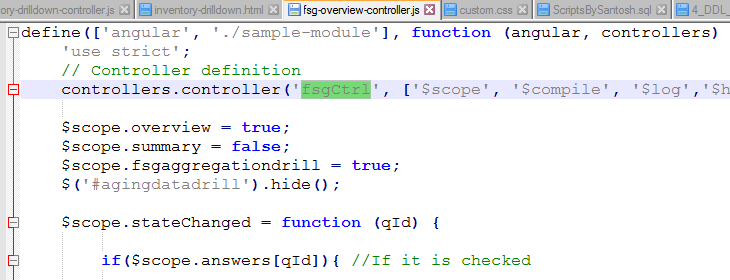 ory-drilldown-controller.js inventory-drilldown.html fsg-overview-controller.js custom.css ScriptsBySantosh.sql 4_DDL_
define(['angular', './sample-module'], function (angular, controllers)
'use strict';
// Controller definition
controllers.controller('fsgCtrl', ['$scope', '$compile', '$log','$h
$scope.overview = true;
$scope.summary = false;
$scope.fsgaggregationdrill = true;
$('#agingdatadrill').hide();
$scope.stateChanged = function (qId) {
if($scope.answers[qId]){ //If it is checked